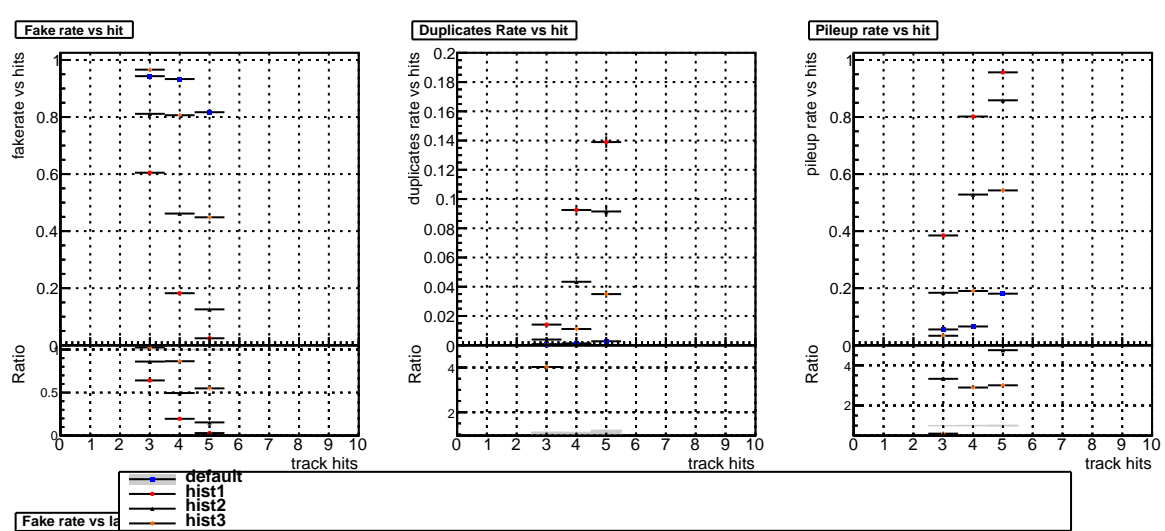 Fake rate vs hit
fakerate vs hits
1
0.8
0.6
0.4
0.2
0
Ratio
1
0.5
0
0 1 2 3 4 5 6 7 8 9 10
track hits
Duplicates Rate vs hit
duplicates rate vs hits
0.2
0.18
0.16
0.14
0.12
0.1
0.08
0.06
0.04
0.02
0
Ratio
4
2
0 1 2 3 4 5 6 7 8 9 10
track hits
Pileup rate vs hit
pileup rate vs hits
1
0.8
0.6
0.4
0.2
0
Ratio
4
2
0 1 2 3 4 5 6 7 8 9 10
track hits
default
hist1
hist2
hist3
Fake rate vs la